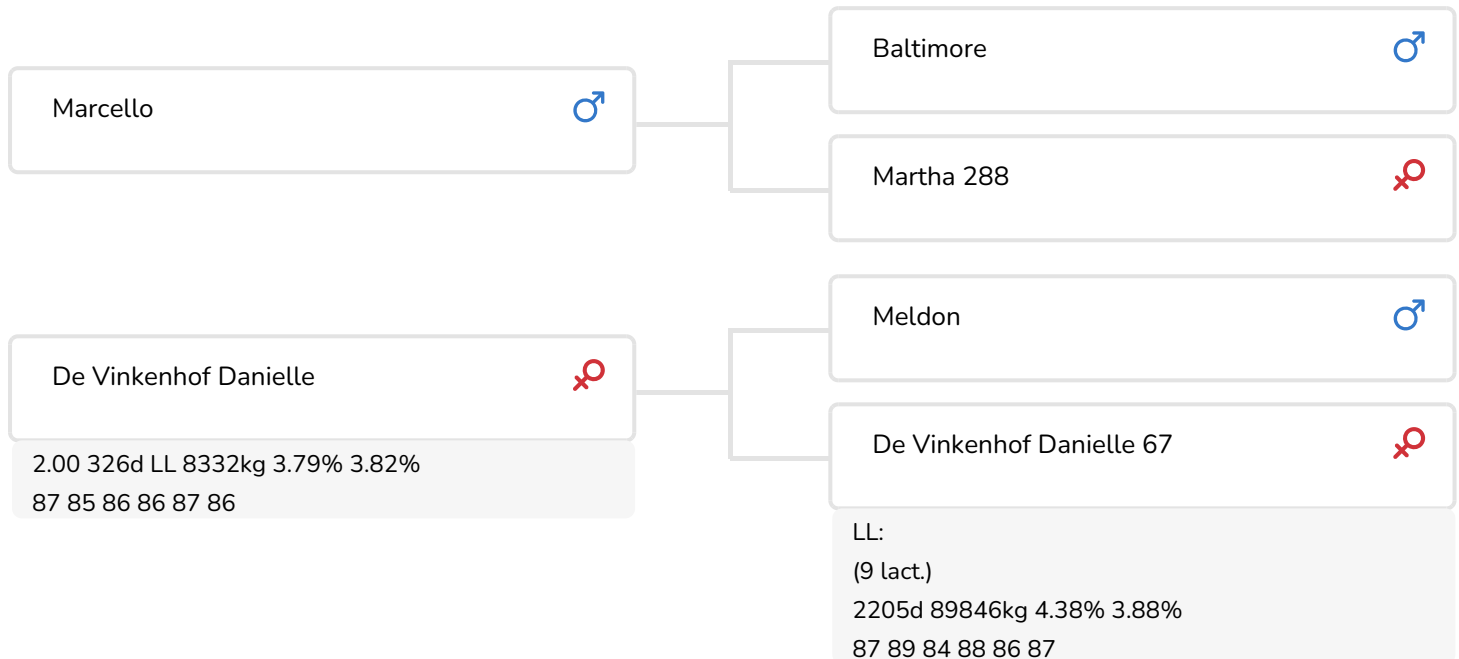 Baltimore
Marcello
Martha 288
Meldon
De Vinkenhof Danielle
2.00 326d LL 8332kg 3.79% 3.82%
87 85 86 86 87 86
De Vinkenhof Danielle 67
LL:
(9 lact.)
2205d 89846kg 4.38% 3.88%
87 89 84 88 86 87